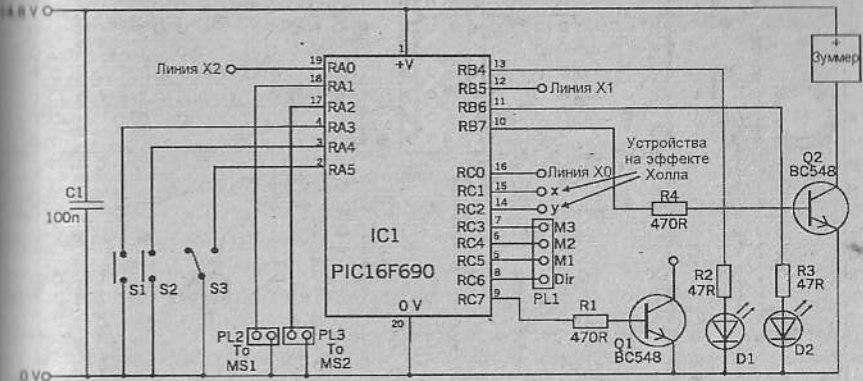 V
1
+V
19
RA0
Линия X2
18
RA1
17
RA2
4
RA3
3
RA4
2
RA5
RB4
13
RB5
12
Линия X1
RB6
11
RB7
10
RC0
16
Линия X0
RC1
15
x
RC2
14
y
RC3
7
M3
RC4
6
M2
RC5
5
M1
RC6
8
Dir
RC7
9
PL1
Устройства
на эффекте
Холла
+
Зуммер
Q2
BC548
R4
470R
C1
100n
IC1
PIC16F690
S1
S2
S3
R2
47R
R3
47R
R1
470R
Q1
BC548
D1
D2
0 V
20
PL2
To
MS1
PL3
To
MS2
0 V